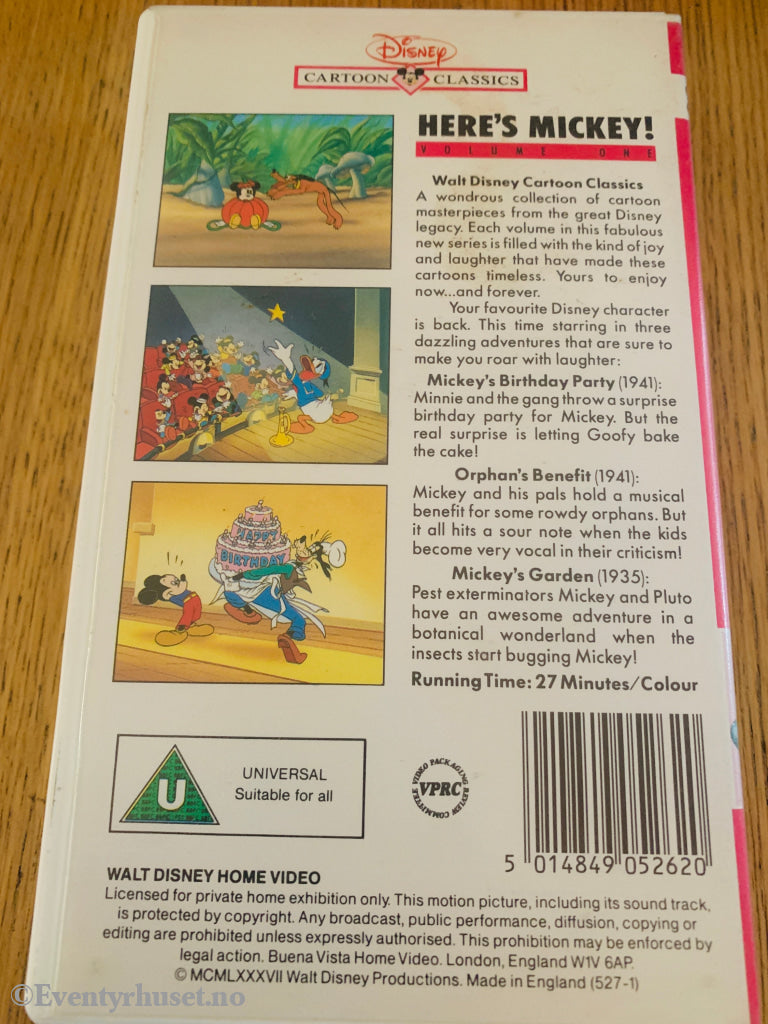 Disney
CARTOON CLASSICS
HERE'S MICKEY!
VOLUME ONE
Walt Disney Cartoon Classics
A wondrous collection of cartoon
masterpieces from the great Disney
legacy. Each volume in this fabulous
new series is filled with the kind of joy
and laughter that have made these
cartoons timeless. Yours to enjoy
now...and forever.
Your favourite Disney character
is back. This time starring in three
dazzling adventures that are sure to
make you roar with laughter:
Mickey's Birthday Party (1941):
Minnie and the gang throw a surprise
birthday party for Mickey. But the
real surprise is letting Goofy bake
the cake!
Orphan's Benefit (1941):
Mickey and his pals hold a musical
benefit for some rowdy orphans. But
it all hits a sour note when the kids
become very vocal in their criticism!
Mickey's Garden (1935):
Pest exterminators Mickey and Pluto
have an awesome adventure in a
botanical wonderland when the
insects start bugging Mickey!
Running Time: 27 Minutes/Colour
HAPPY
BIRTHDAY
U
UNIVERSAL
Suitable for all
VIDEO PACKAGING REVIEW COMMITTEE
VPRC
5 014849 052620
WALT DISNEY HOME VIDEO
Licensed for private home exhibition only. This motion picture, including its sound track,
is protected by copyright. Any broadcast, public performance, diffusion, copying or
editing are prohibited unless expressly authorised. This prohibition may be enforced by
legal action. Buena Vista Home Video. London, England W1V 6AP.
© MCMLXXXVII Walt Disney Productions. Made in England (527-1)
©Eventyrhuset.no